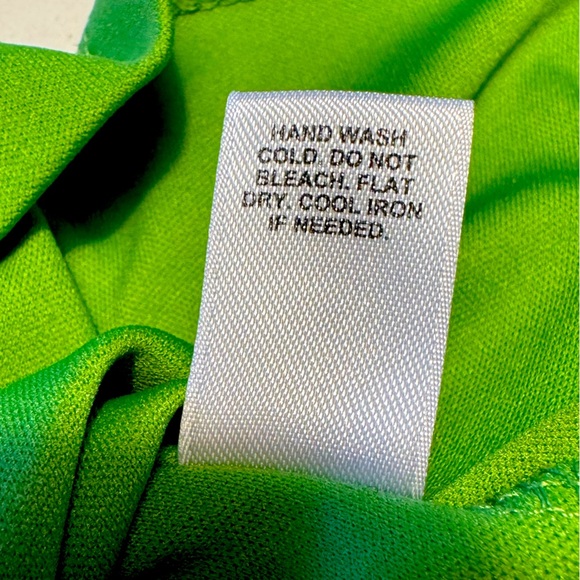 HAND WASH
COLD. DO NOT
BLEACH. FLAT
DRY. COOL IRON
IF NEEDED.